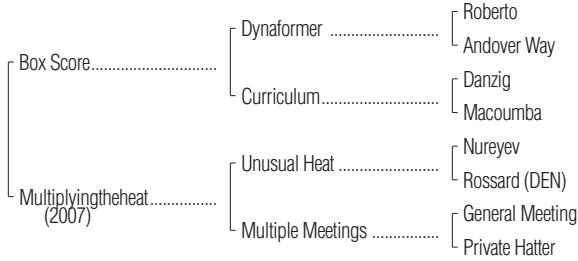 Roberto
Dynaformer ........................
Andover Way
Box Score............................
Danzig
Curriculum..........................
Macoumba
Nureyev
Unusual Heat ......................
Rossard (DEN)
Multiplyingtheheat...............
(2007)
General Meeting
Multiple Meetings ...............
Private Hatter